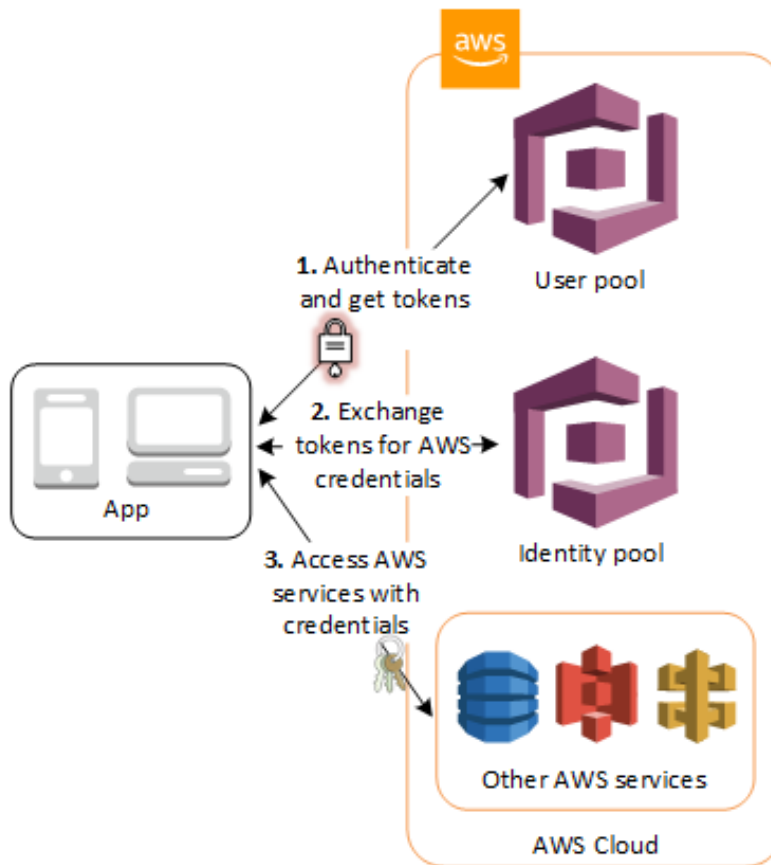 aws
User pool
1. Authenticate
and get tokens
2. Exchange
tokens for AWS
credentials
App
Identity pool
3. Access AWS
services with
credentials
Other AWS services
AWS Cloud